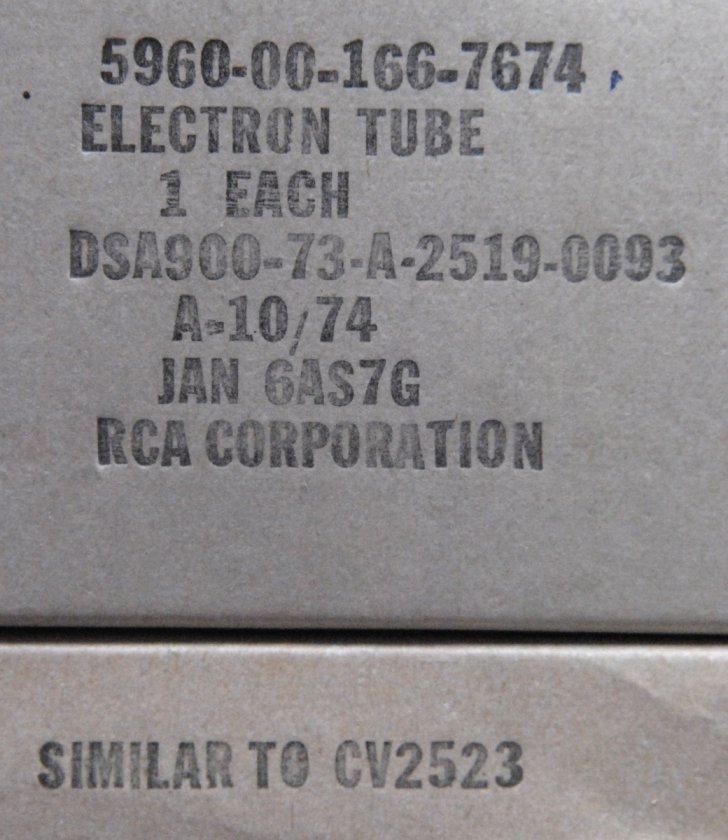 5960-00-166-7674
ELECTRON TUBE
1 EACH
DSA900-73-A-2519-0093
A-10/74
JAN 6AS7G
RCA CORPORATION
SIMILAR TO CV2523